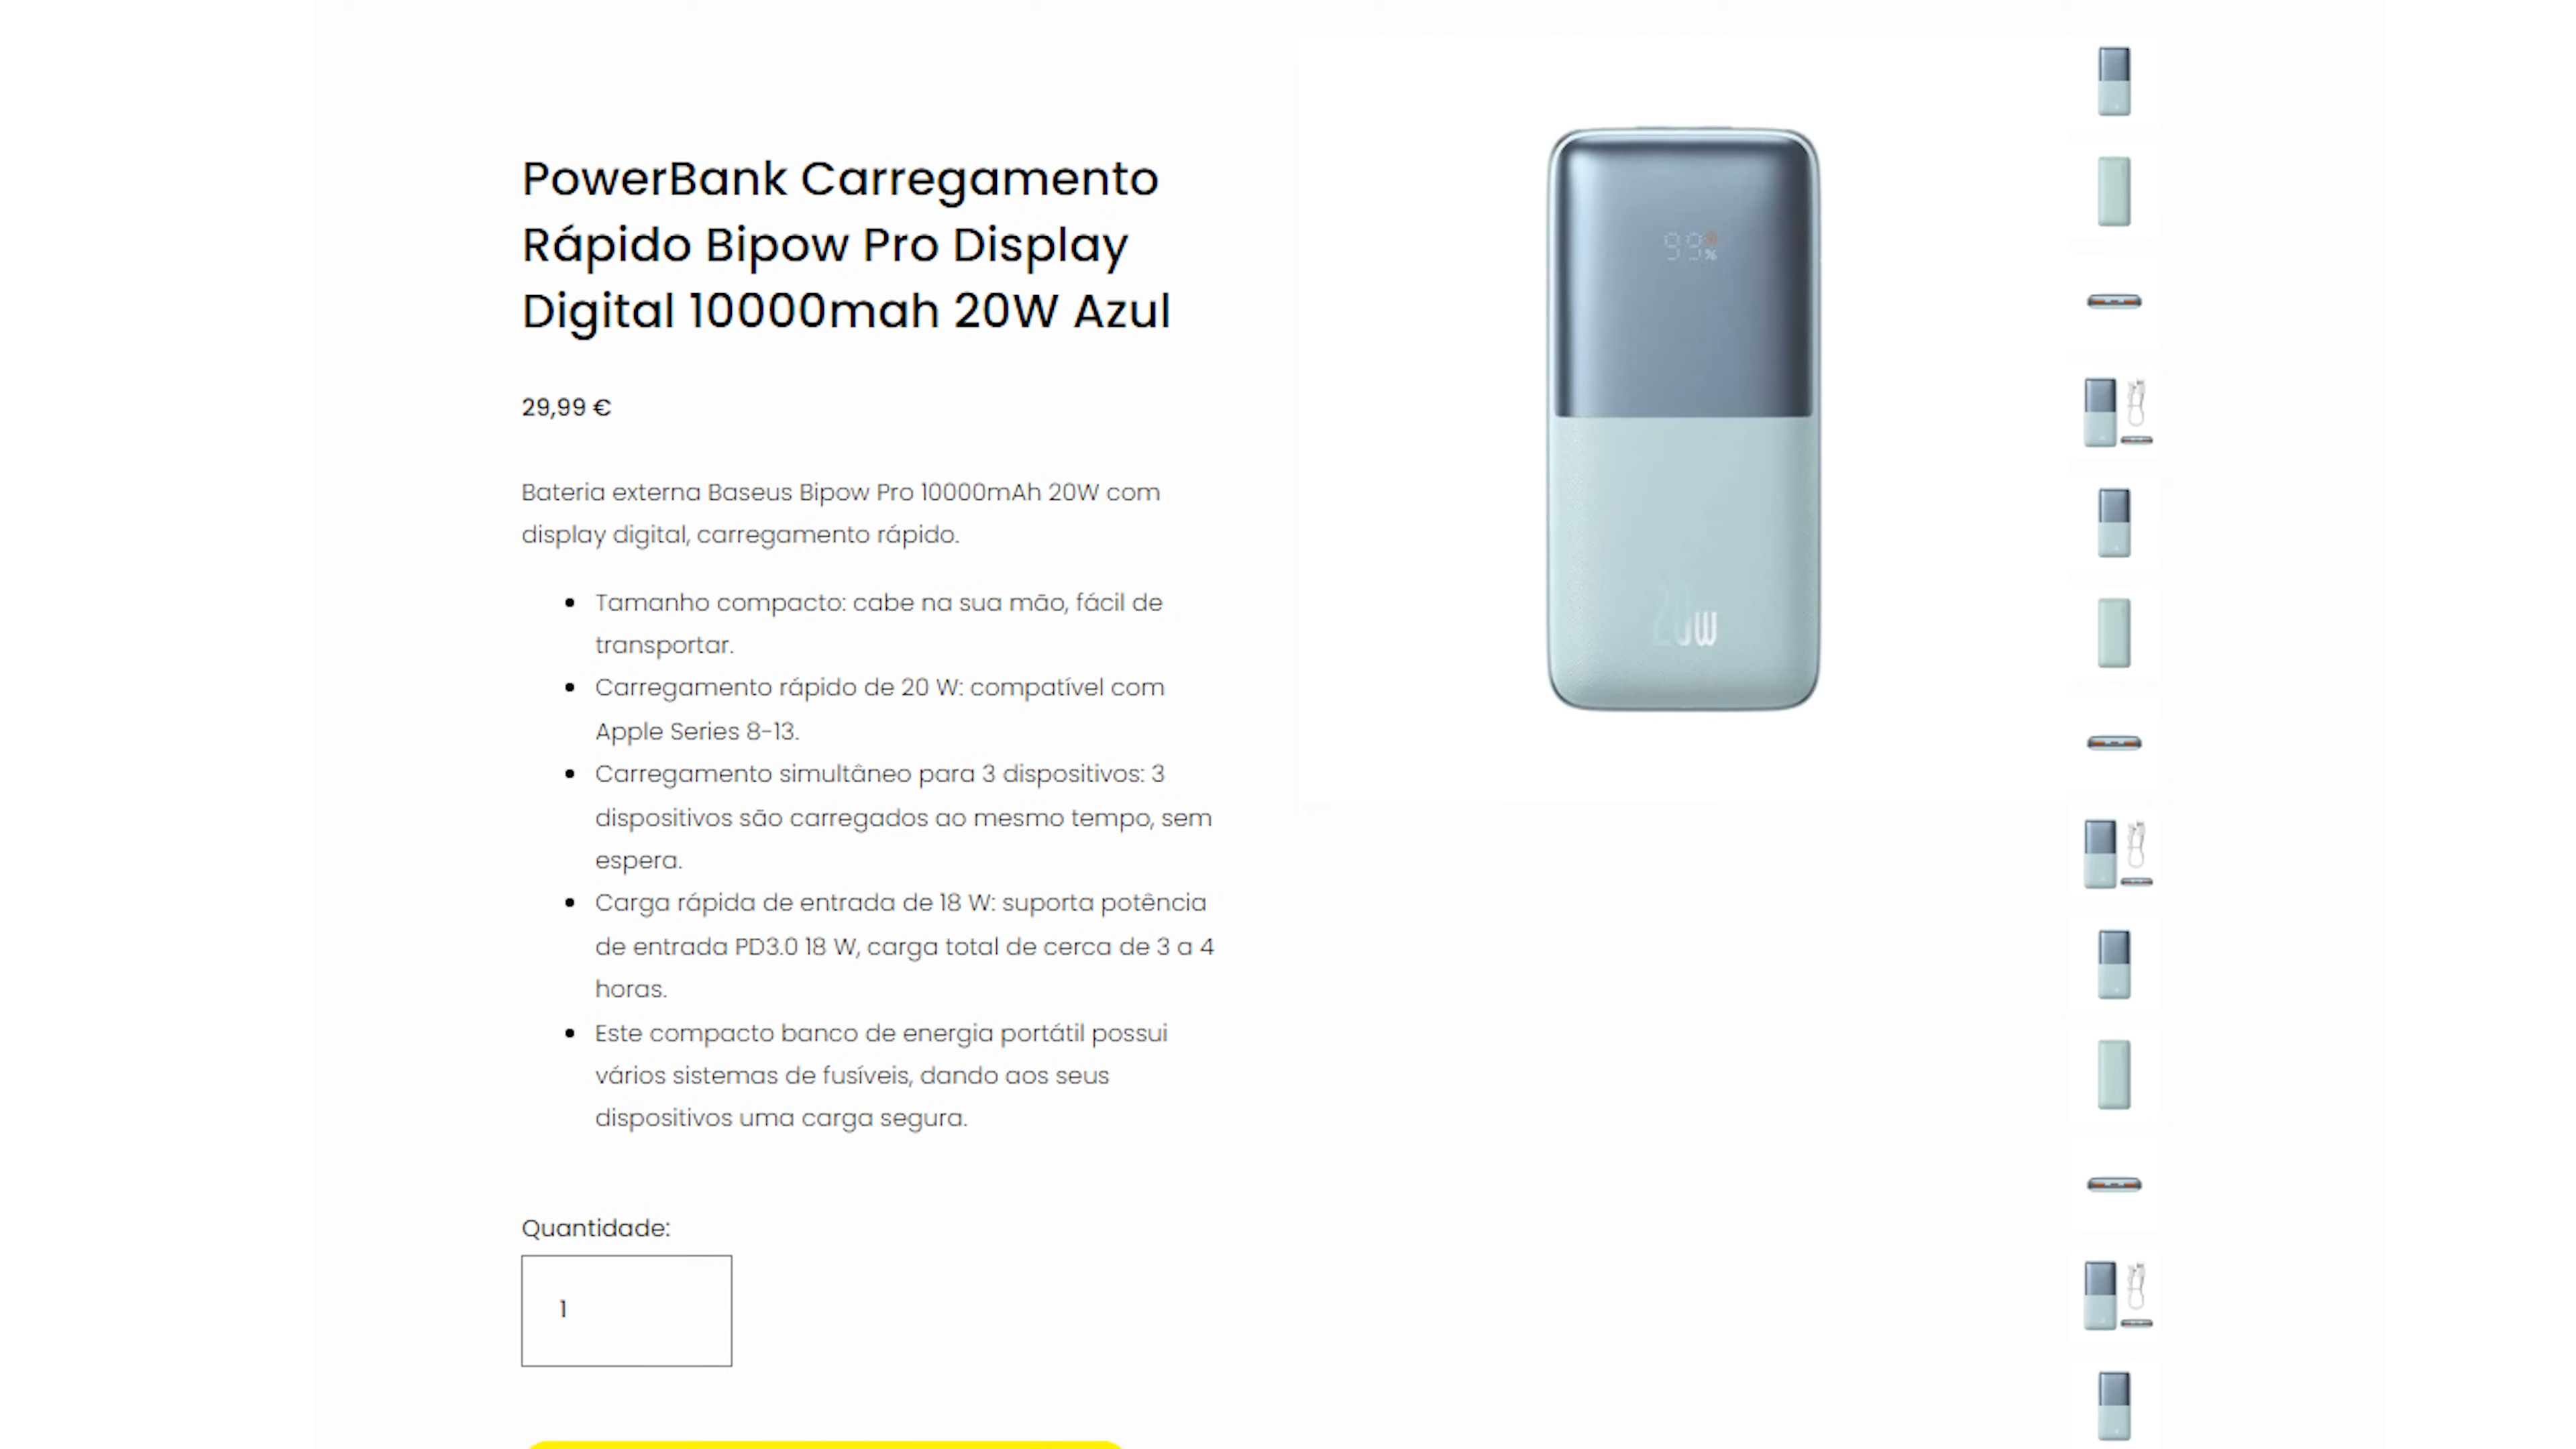 PowerBank Carregamento
Rápido Bipow Pro Display
Digital 10000mah 20W Azul
29,99 €
Bateria externa Baseus Bipow Pro 10000mAh 20W com
display digital, carregamento rápido.
Tamanho compacto: cabe na sua mão, fácil de
transportar.
Carregamento rápido de 20 W: compatível com
Apple Series 8-13.
Carregamento simultâneo para 3 dispositivos: 3
dispositivos são carregados ao mesmo tempo, sem
espera.
Carga rápida de entrada de 18 W: suporta potência
de entrada PD3.0 18 W, carga total de cerca de 3 a 4
horas.
Este compacto banco de energia portátil possui
vários sistemas de fusíveis, dando aos seus
dispositivos uma carga segura.
Quantidade:
1
99%
20W